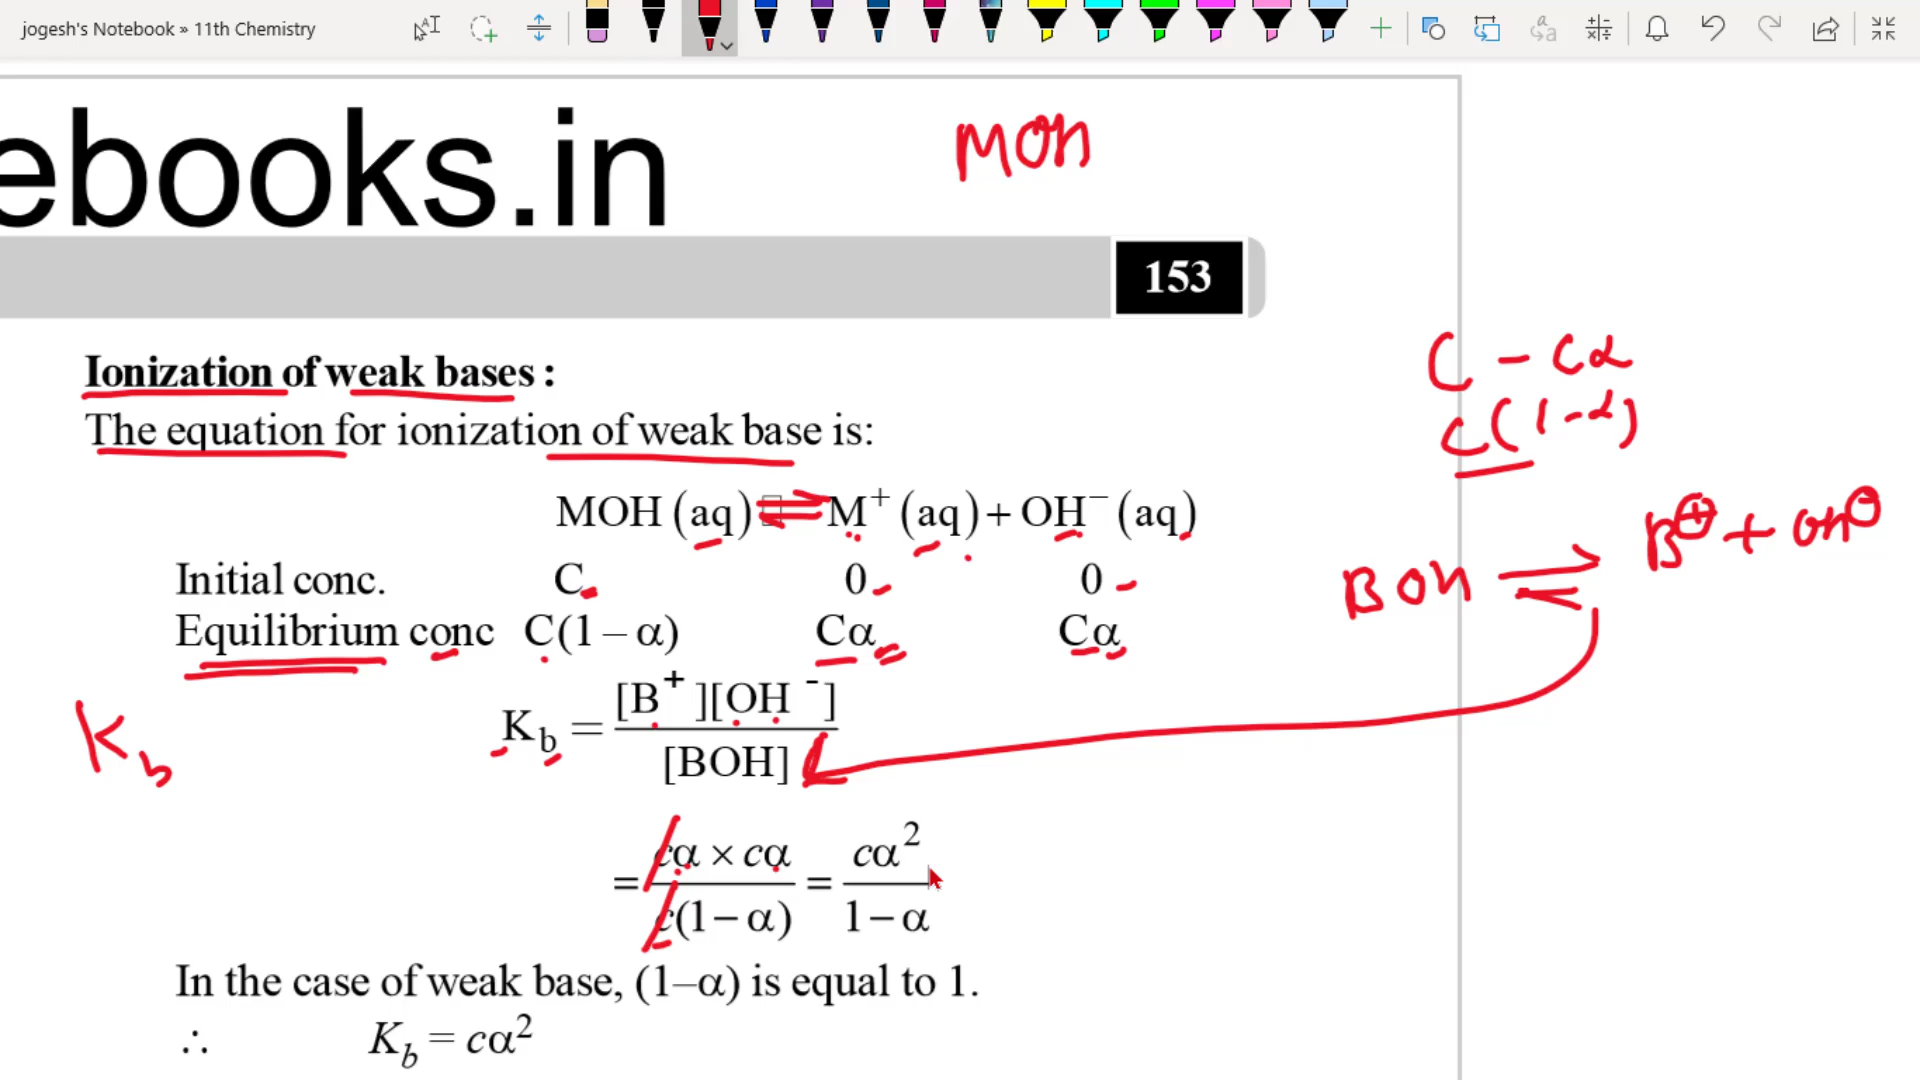 jogesh's Notebook » 11th Chemistry
ebooks.in
MOH
153
Ionization of weak bases :
C - Cα
The equation for ionization of weak base is:
C(1-α)
MOH (aq) ⇌ M⁺ (aq) + OH⁻ (aq)
B⊕ + OH⊖
Initial conc. C 0 0
BOH ⇌
Equilibrium conc C(1 – α) Cα Cα
Kb
K_b = [B⁺][OH⁻] / [BOH]
= cα × cα / c(1 – α) = cα² / 1 – α
In the case of weak base, (1–α) is equal to 1.
∴ K_b = cα²